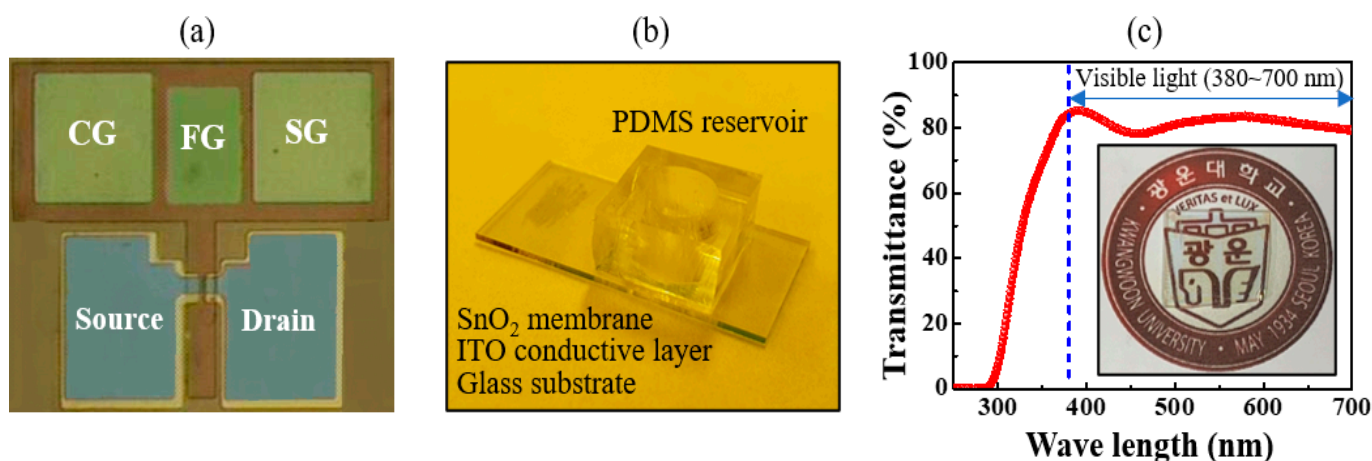 (a)
CG
FG
SG
Source
Drain
(b)
PDMS reservoir
SnO₂ membrane
ITO conductive layer
Glass substrate
(c)
Visible light (380~700 nm)
Transmittance (%)
100
80
60
40
20
0
300
400
500
600
700
Wave length (nm)
광운대학교
VERITAS et LUX
광운
KWANGWOON UNIVERSITY · MAY 1934 SEOUL KOREA